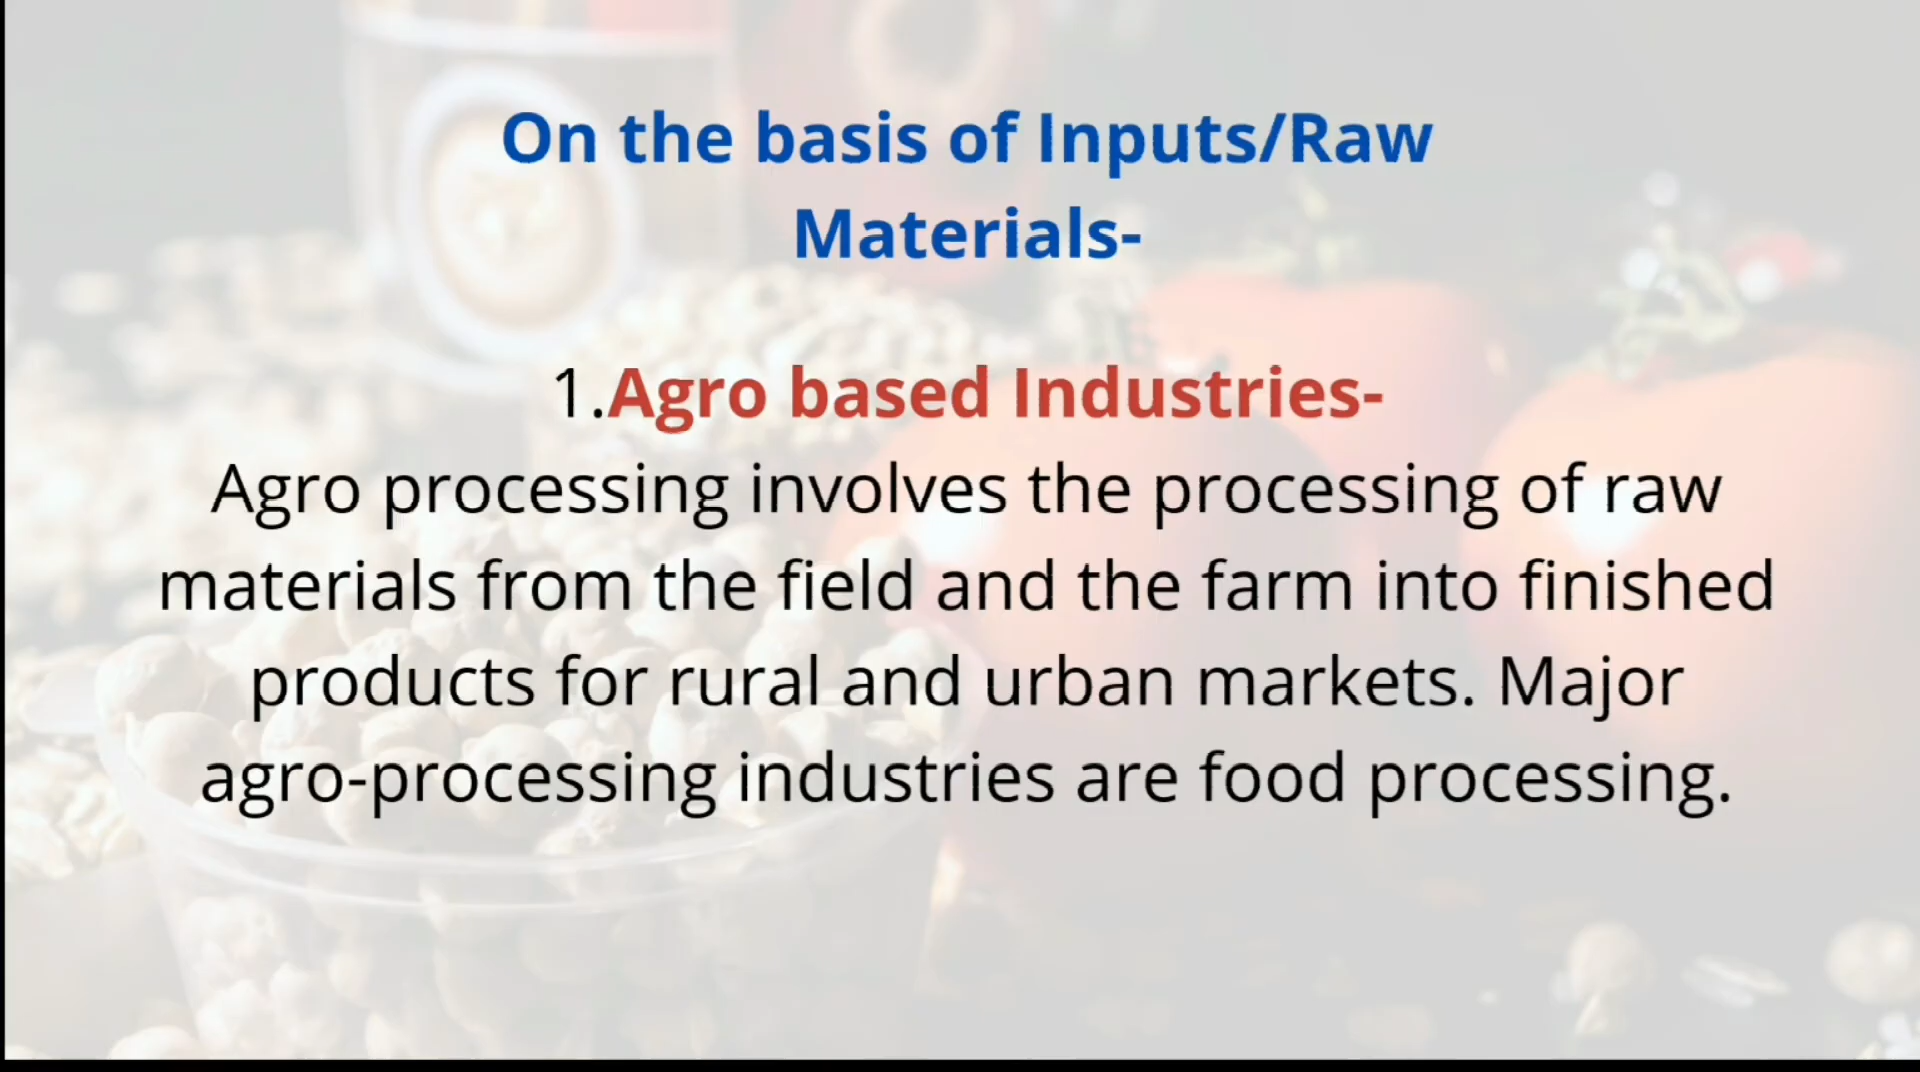 On the basis of Inputs/Raw
Materials-
1.Agro based Industries-
Agro processing involves the processing of raw
materials from the field and the farm into finished
products for rural and urban markets. Major
agro-processing industries are food processing.